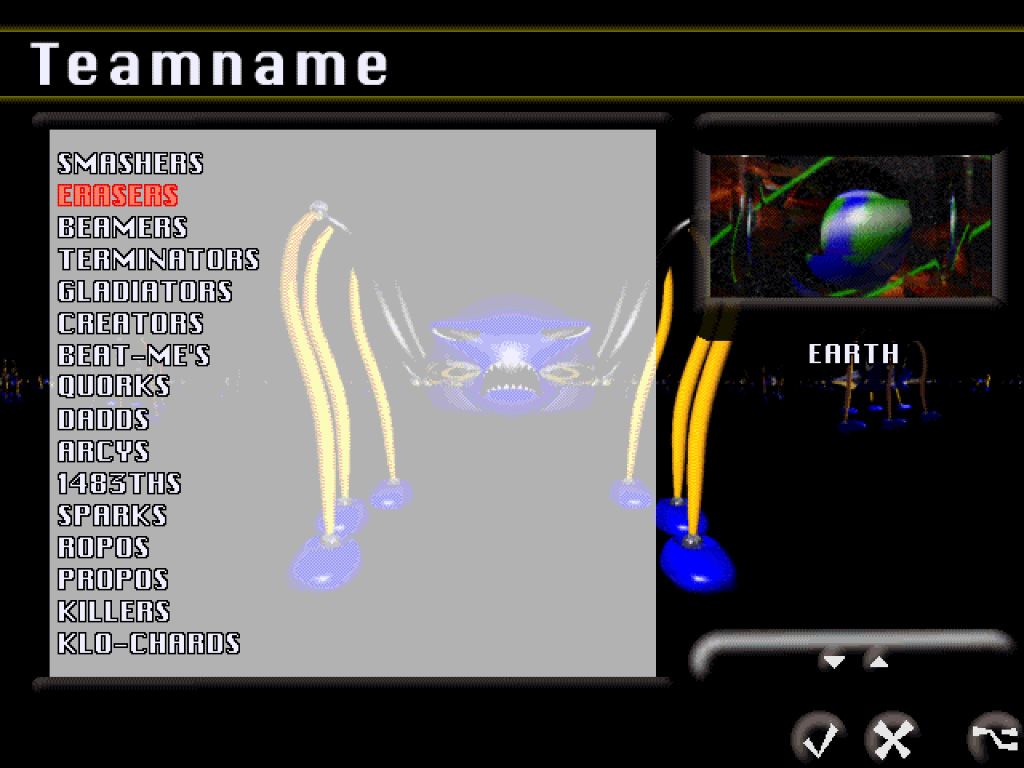 Teamname
SMASHERS
ERASERS
BEAMERS
TERMINATORS
GLADIATORS
CREATORS
BEAT-ME'S
QUORKS
DADDS
ARCYS
1483THS
SPARKS
ROPOS
PROPOS
KILLERS
KLO-CHARDS
EARTH